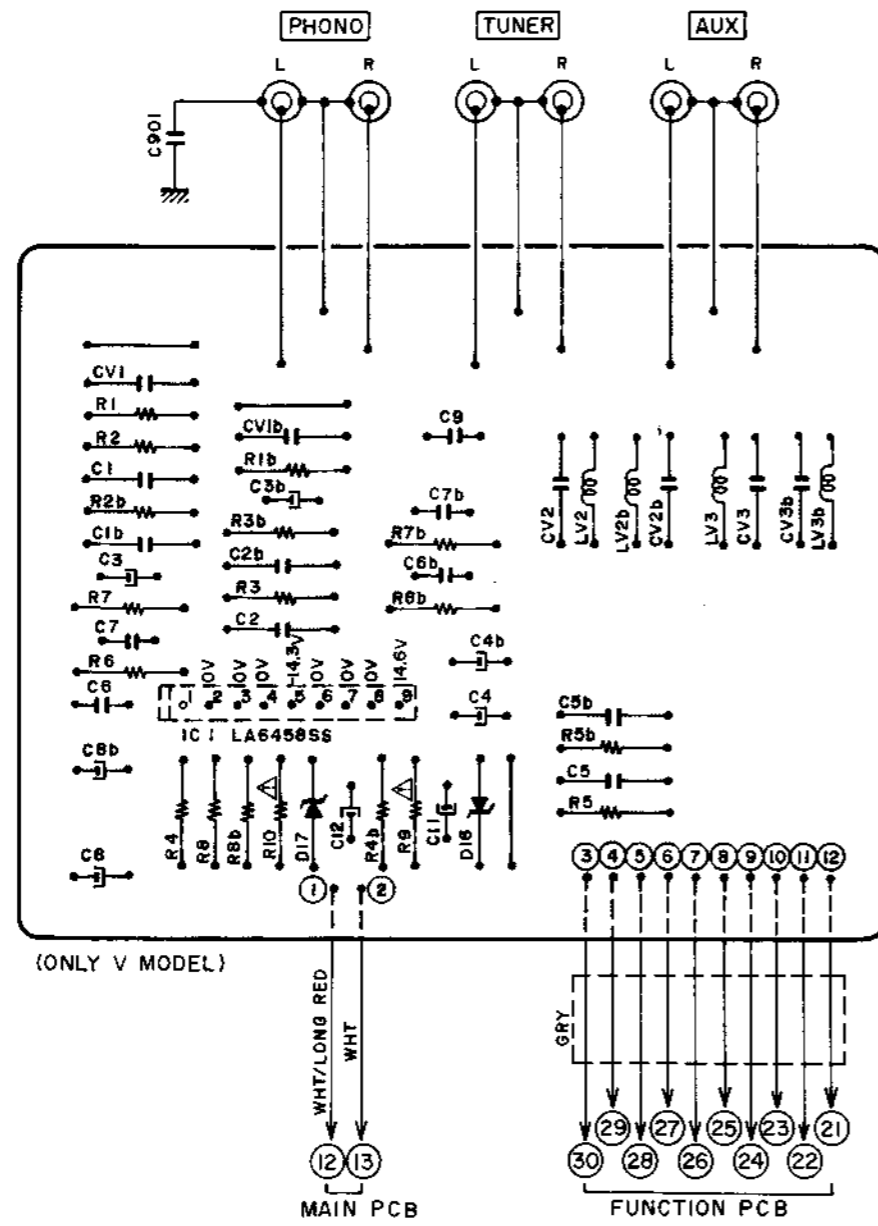 PHONO TUNER AUX
L R L R L R
C901
CV1
R1
R2
C1
R2b
C1b
C3
R7
C7
R6
C6
C8b
C8
CV1b
R1b
C3b
R3b
C2b
R3
C2
C9
C7b
R7b
C6b
R6b
C4b
C4
CV2 LV2 LV2b CV2b LV3 CV3 CV3b LV3b
0V 0V 0V -14.3V 0V 0V 0V 14.6V
1 2 3 4 5 6 7 8 9
IC1 LA6458SS
C5b
R5b
C5
R5
R4 R8 R8b R10 D17 C12 R4b R9 C11 D16
1 2
3 4 5 6 7 8 9 10 11 12
(ONLY V MODEL)
WHT/LONG RED
WHT
GRY
29 27 25 23 21
12 13
30 28 26 24 22
MAIN PCB
FUNCTION PCB